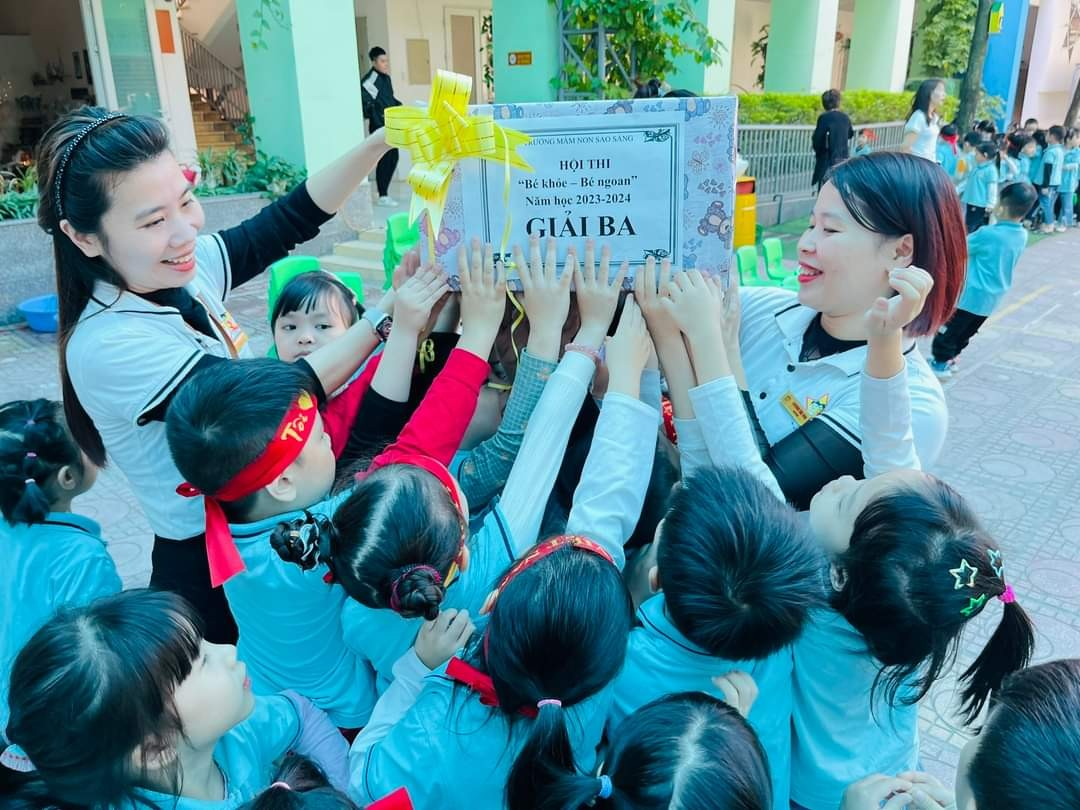 TRƯỜNG MẦM NON SAO SÁNG
HỘI THI
“Bé khỏe – Bé ngoan”
Năm học 2023-2024
GIẢI BA